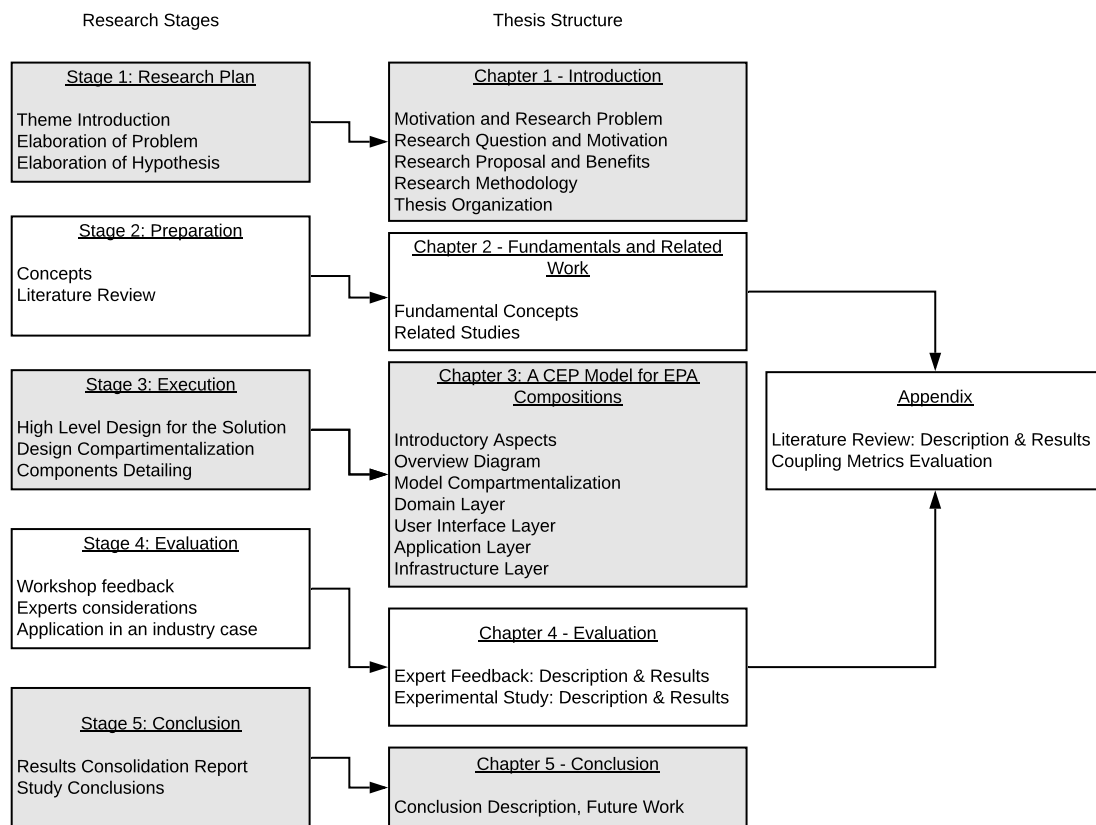 Research Stages
Thesis Structure
Stage 1: Research Plan
Theme Introduction
Elaboration of Problem
Elaboration of Hypothesis
Chapter 1 - Introduction
Motivation and Research Problem
Research Question and Motivation
Research Proposal and Benefits
Research Methodology
Thesis Organization
Stage 2: Preparation
Concepts
Literature Review
Chapter 2 - Fundamentals and Related
Work
Fundamental Concepts
Related Studies
Stage 3: Execution
High Level Design for the Solution
Design Compartimentalization
Components Detailing
Chapter 3: A CEP Model for EPA
Compositions
Introductory Aspects
Overview Diagram
Model Compartmentalization
Domain Layer
User Interface Layer
Application Layer
Infrastructure Layer
Appendix
Literature Review: Description & Results
Coupling Metrics Evaluation
Stage 4: Evaluation
Workshop feedback
Experts considerations
Application in an industry case
Chapter 4 - Evaluation
Expert Feedback: Description & Results
Experimental Study: Description & Results
Stage 5: Conclusion
Results Consolidation Report
Study Conclusions
Chapter 5 - Conclusion
Conclusion Description, Future Work